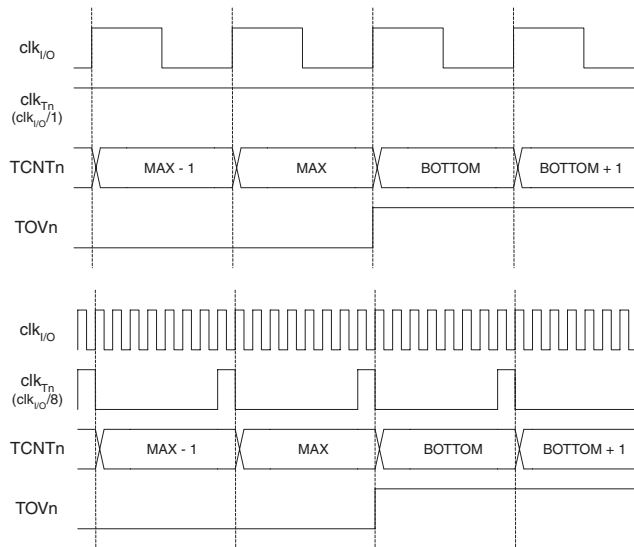 clkI/O
clkTn
(clkI/O/1)
TCNTn MAX - 1 MAX BOTTOM BOTTOM + 1
TOVn
clkI/O
clkTn
(clkI/O/8)
TCNTn MAX - 1 MAX BOTTOM BOTTOM + 1
TOVn